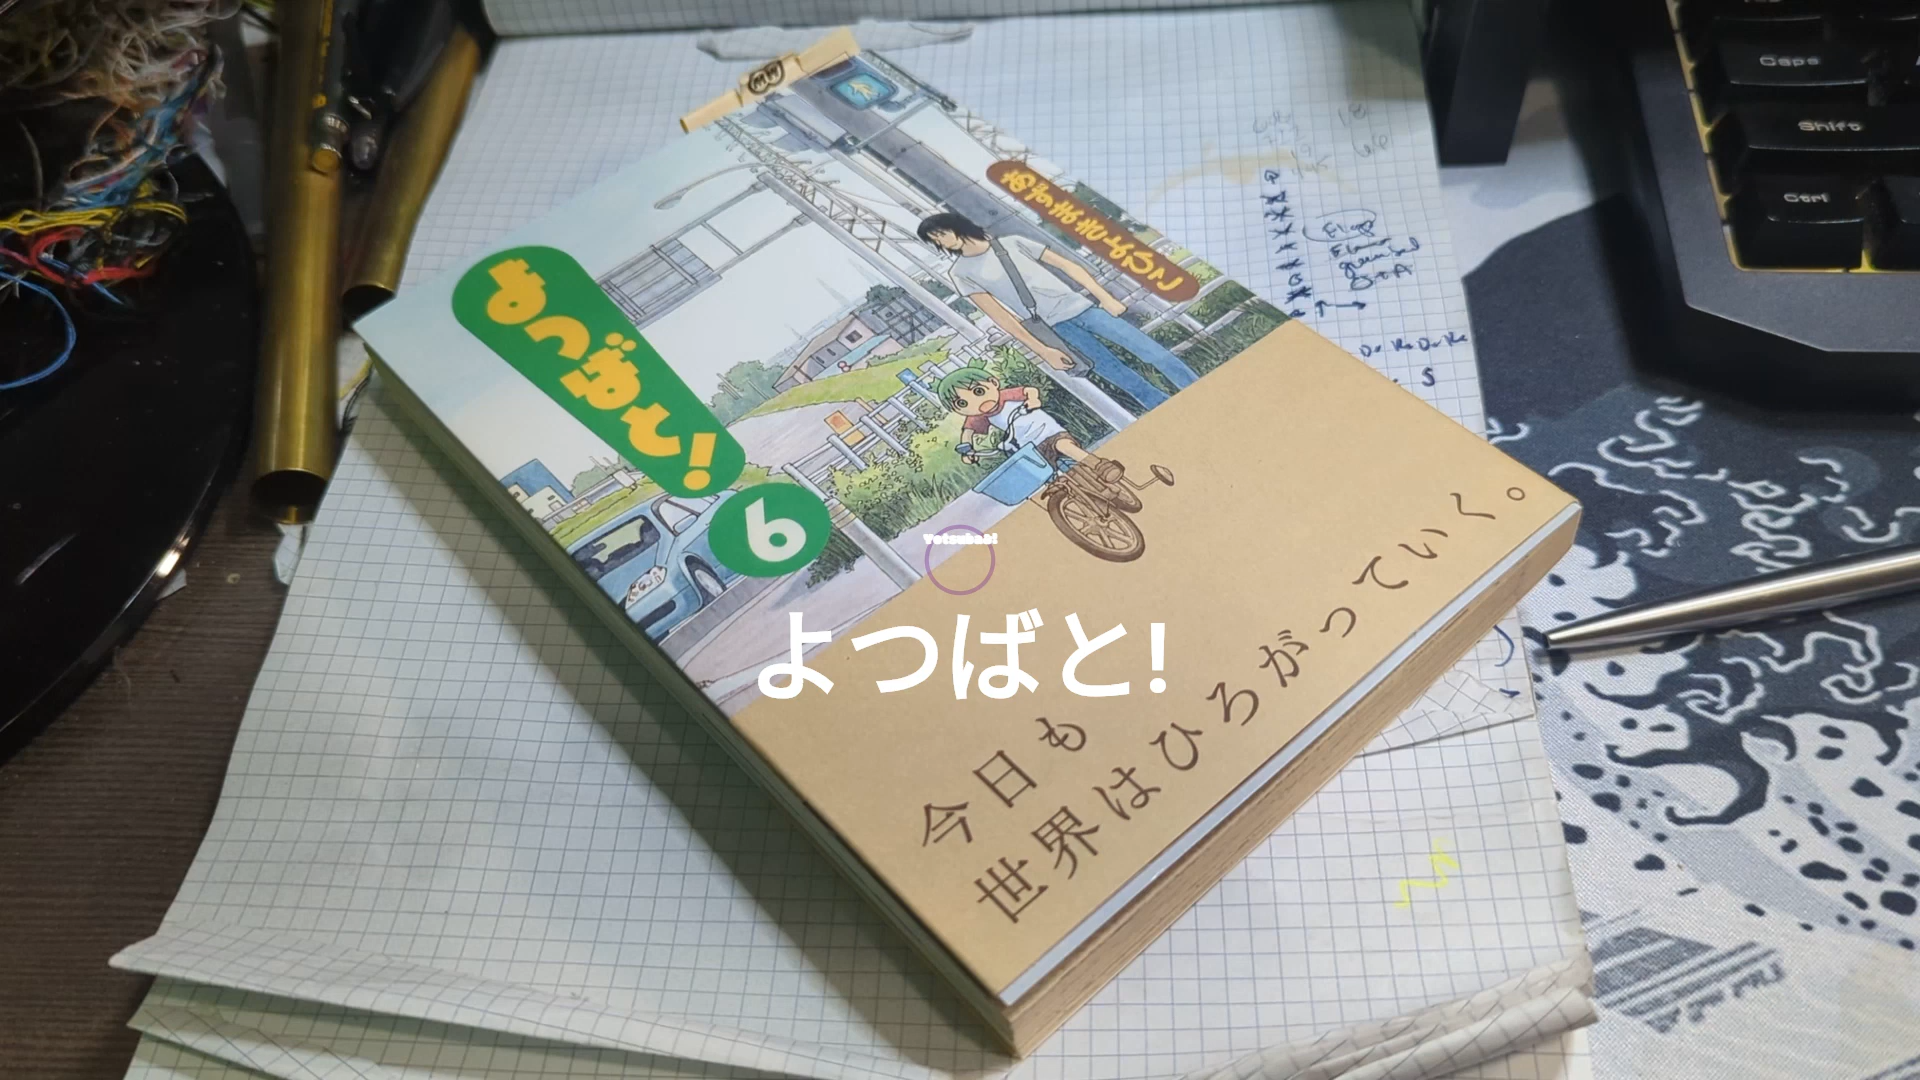 よつばと!
6
あずまきよひこ
Yotsuba&!
よつばと!
今日も
世界はひろがっていく。
Caps
Shift
Ctrl
S